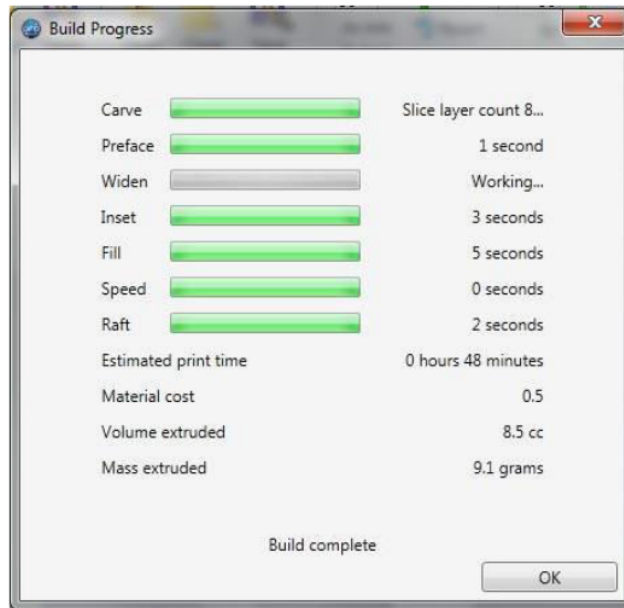 Build Progress
Carve Slice layer count 8...
Preface 1 second
Widen Working...
Inset 3 seconds
Fill 5 seconds
Speed 0 seconds
Raft 2 seconds
Estimated print time 0 hours 48 minutes
Material cost 0.5
Volume extruded 8.5 cc
Mass extruded 9.1 grams
Build complete
OK